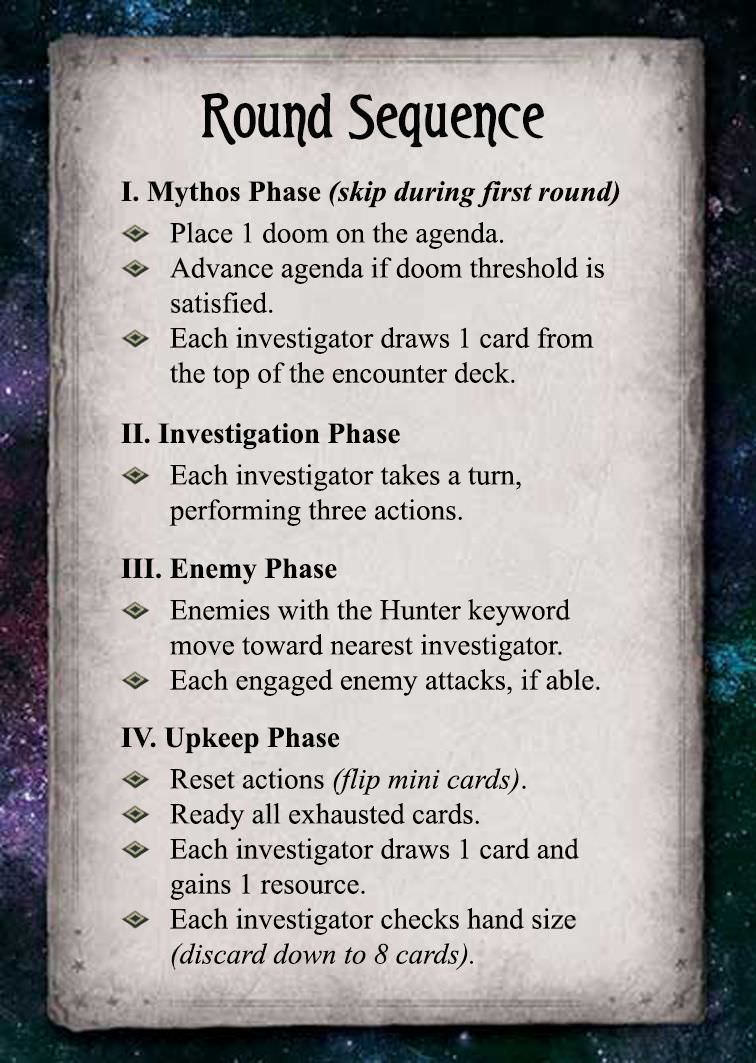 Round Sequence
I. Mythos Phase (skip during first round)
Place 1 doom on the agenda.
Advance agenda if doom threshold is
satisfied.
Each investigator draws 1 card from
the top of the encounter deck.
II. Investigation Phase
Each investigator takes a turn,
performing three actions.
III. Enemy Phase
Enemies with the Hunter keyword
move toward nearest investigator.
Each engaged enemy attacks, if able.
IV. Upkeep Phase
Reset actions (flip mini cards).
Ready all exhausted cards.
Each investigator draws 1 card and
gains 1 resource.
Each investigator checks hand size
(discard down to 8 cards).